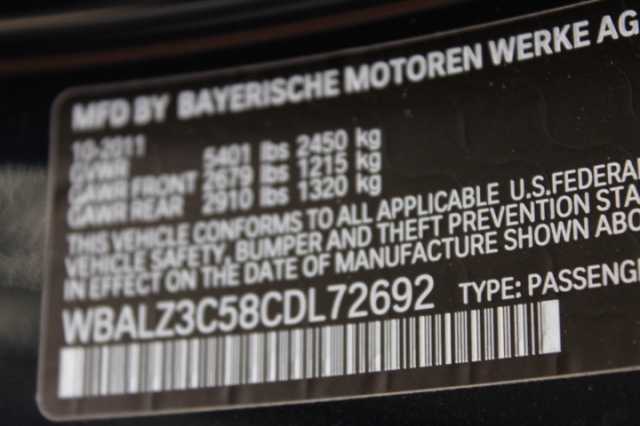 MFD BY BAYERISCHE MOTOREN WERKE AG
10-2011
GVWR 5401 lbs 2450 kg
GAWR FRONT 2679 lbs 1215 kg
GAWR REAR 2910 lbs 1320 kg
THIS VEHICLE CONFORMS TO ALL APPLICABLE U.S.FEDERA
VEHICLE SAFETY, BUMPER AND THEFT PREVENTION STA
IN EFFECT ON THE DATE OF MANUFACTURE SHOWN ABO
WBALZ3C58CDL72692 TYPE: PASSENG